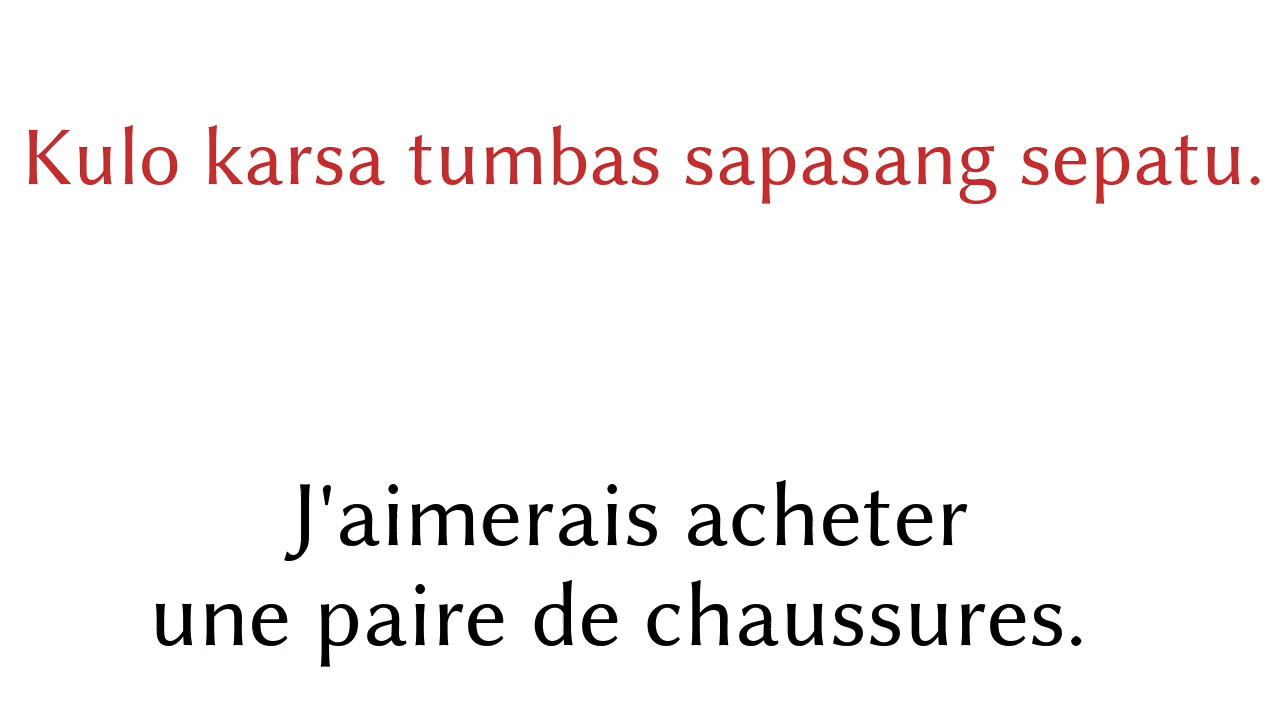 Kulo karsa tumbas sapasang sepatu.
J'aimerais acheter
une paire de chaussures.